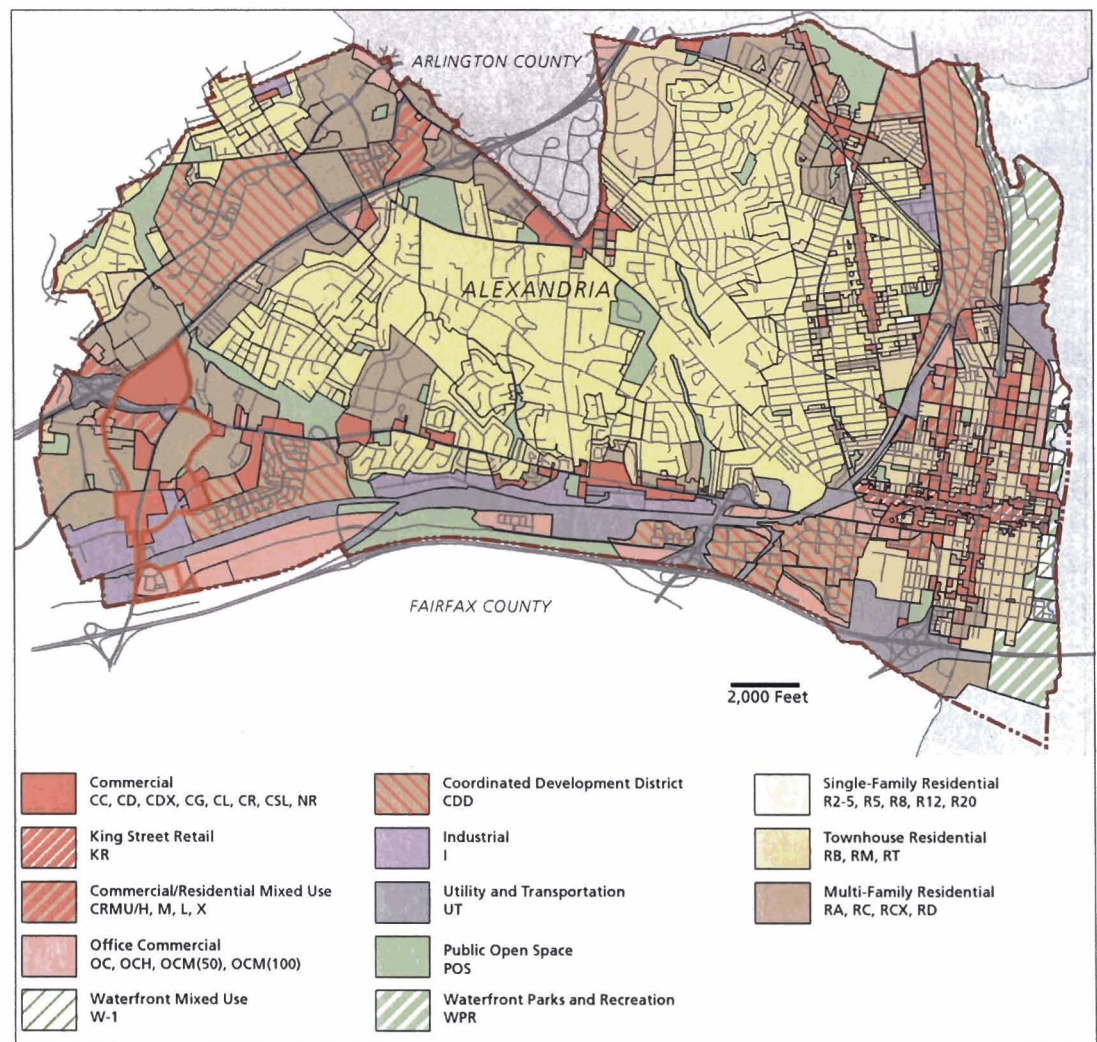 ARLINGTON COUNTY
ALEXANDRIA
FAIRFAX COUNTY
2,000 Feet
Commercial
CC, CD, CDX, CG, CL, CR, CSL, NR
King Street Retail
KR
Commercial/Residential Mixed Use
CRMU/H, M, L, X
Office Commercial
OC, OCH, OCM(50), OCM(100)
Waterfront Mixed Use
W-1
Coordinated Development District
CDD
Industrial
I
Utility and Transportation
UT
Public Open Space
POS
Waterfront Parks and Recreation
WPR
Single-Family Residential
R2-5, R5, R8, R12, R20
Townhouse Residential
RB, RM, RT
Multi-Family Residential
RA, RC, RCX, RD